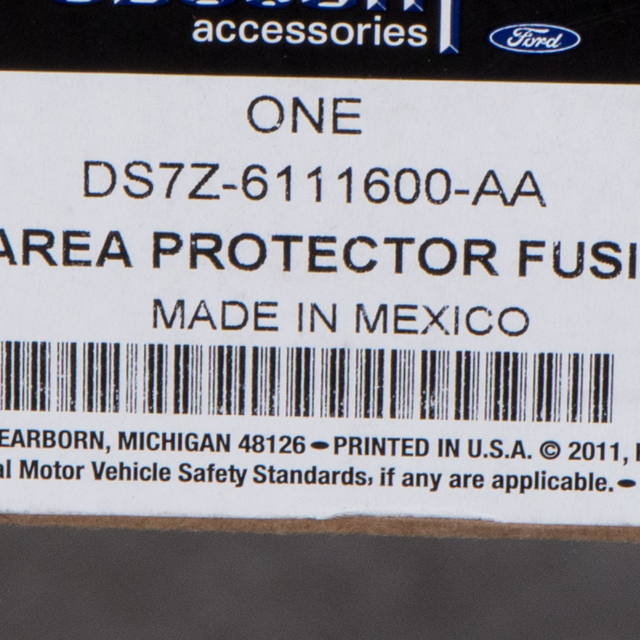 accessories
Ford
ONE
DS7Z-6111600-AA
AREA PROTECTOR FUSI
MADE IN MEXICO
EARBORN, MICHIGAN 48126 – PRINTED IN U.S.A. © 2011,
al Motor Vehicle Safety Standards, if any are applicable. –